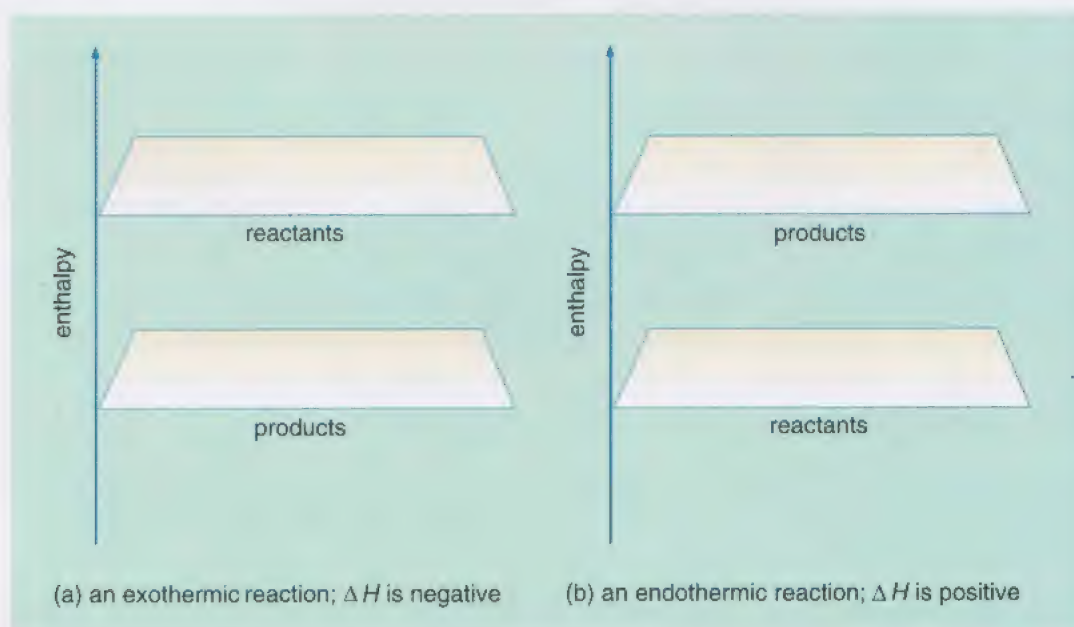 enthalpy
reactants
products
(a) an exothermic reaction; ΔH is negative
enthalpy
products
reactants
(b) an endothermic reaction; ΔH is positive